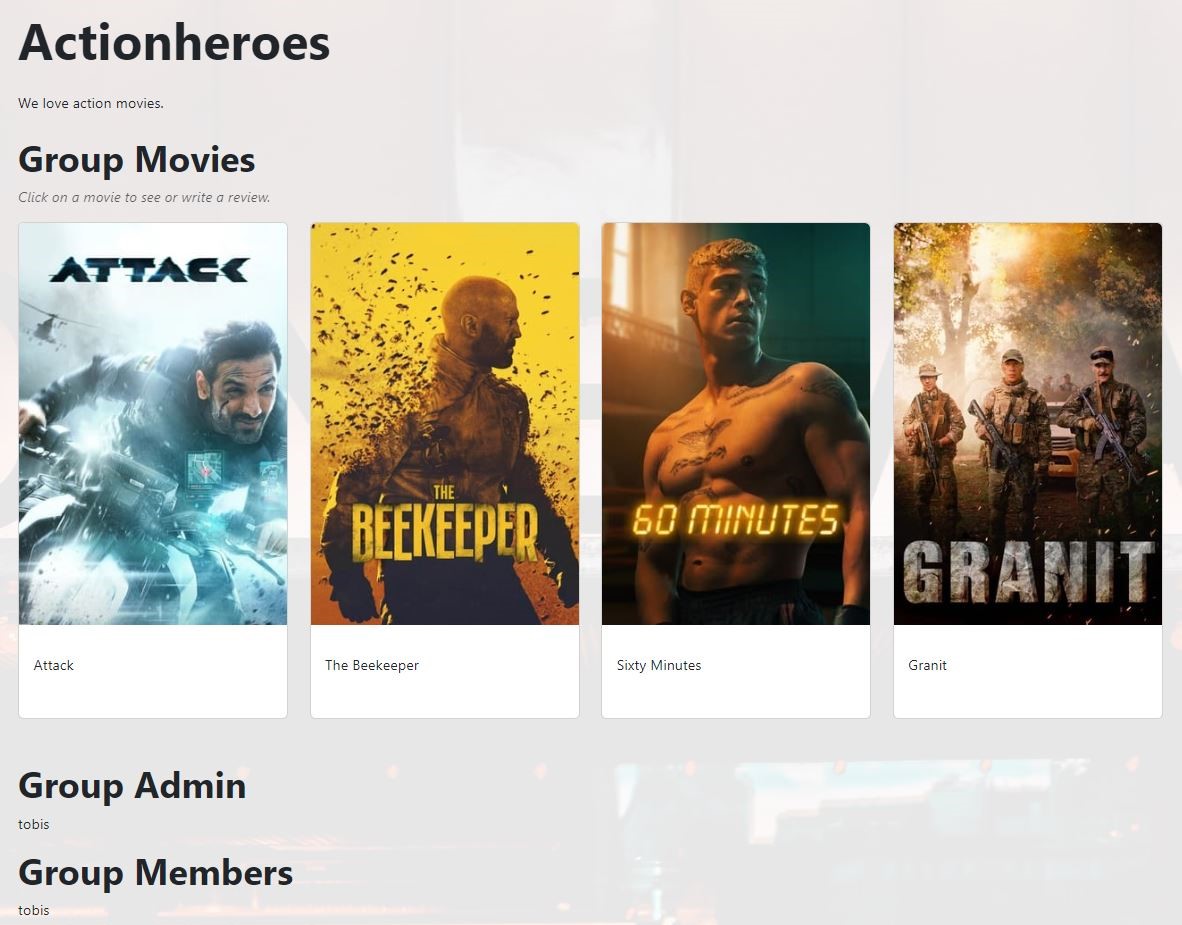 Actionheroes
We love action movies.
Group Movies
Click on a movie to see or write a review.
ATTACK
THE
BEEKEEPER
60 MINUTES
GRANIT
Attack
The Beekeeper
Sixty Minutes
Granit
Group Admin
tobis
Group Members
tobis